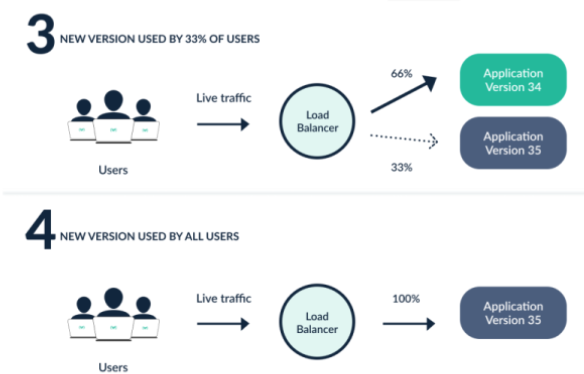 3 NEW VERSION USED BY 33% OF USERS
Live traffic
Load
Balancer
66%
33%
Application
Version 34
Application
Version 35
Users
4 NEW VERSION USED BY ALL USERS
Live traffic
Load
Balancer
100%
Application
Version 35
Users